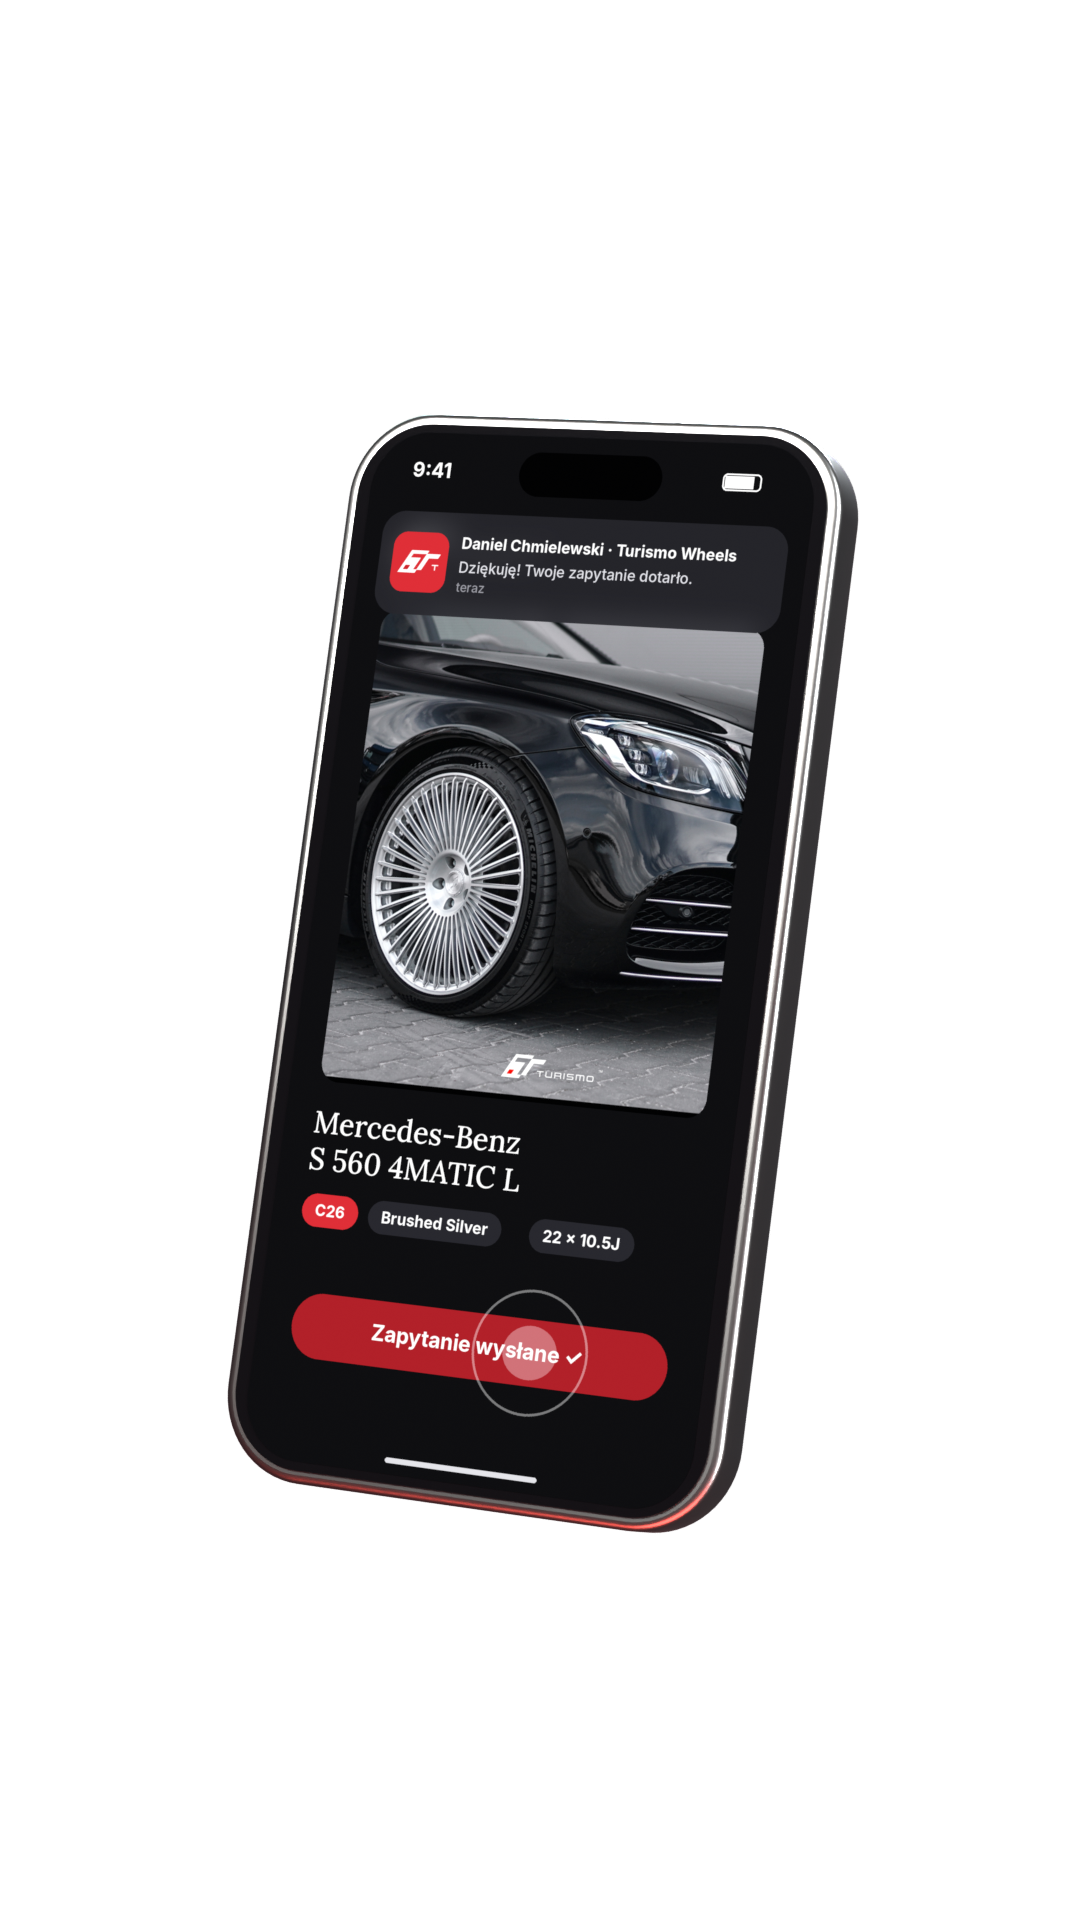 9:41
Daniel Chmielewski · Turismo Wheels
Dziękuję! Twoje zapytanie dotarło.
teraz
MICHELIN
TURISMO
Mercedes-Benz
S 560 4MATIC L
C26
Brushed Silver
22 × 10.5J
Zapytanie wysłane ✓